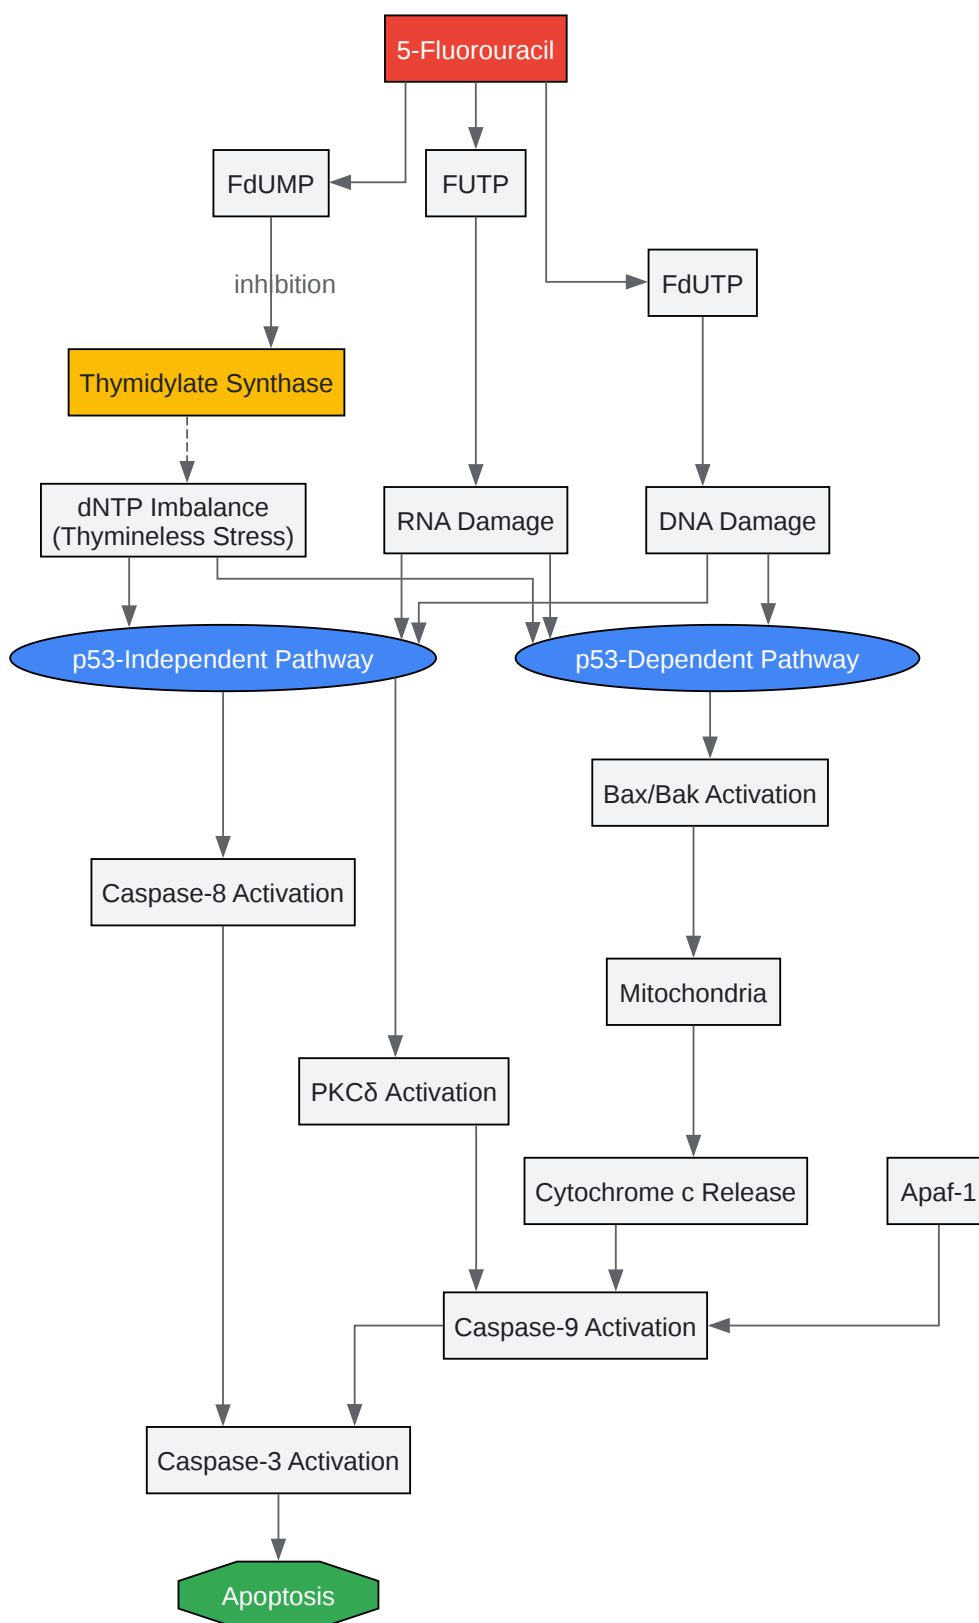 5-Fluorouracil
FdUMP
FUTP
inhibition
FdUTP
Thymidylate Synthase
dNTP Imbalance
(Thymineless Stress)
RNA Damage
DNA Damage
p53-Independent Pathway
p53-Dependent Pathway
Bax/Bak Activation
Caspase-8 Activation
Mitochondria
PKCδ Activation
Cytochrome c Release
Apaf-1
Caspase-9 Activation
Caspase-3 Activation
Apoptosis